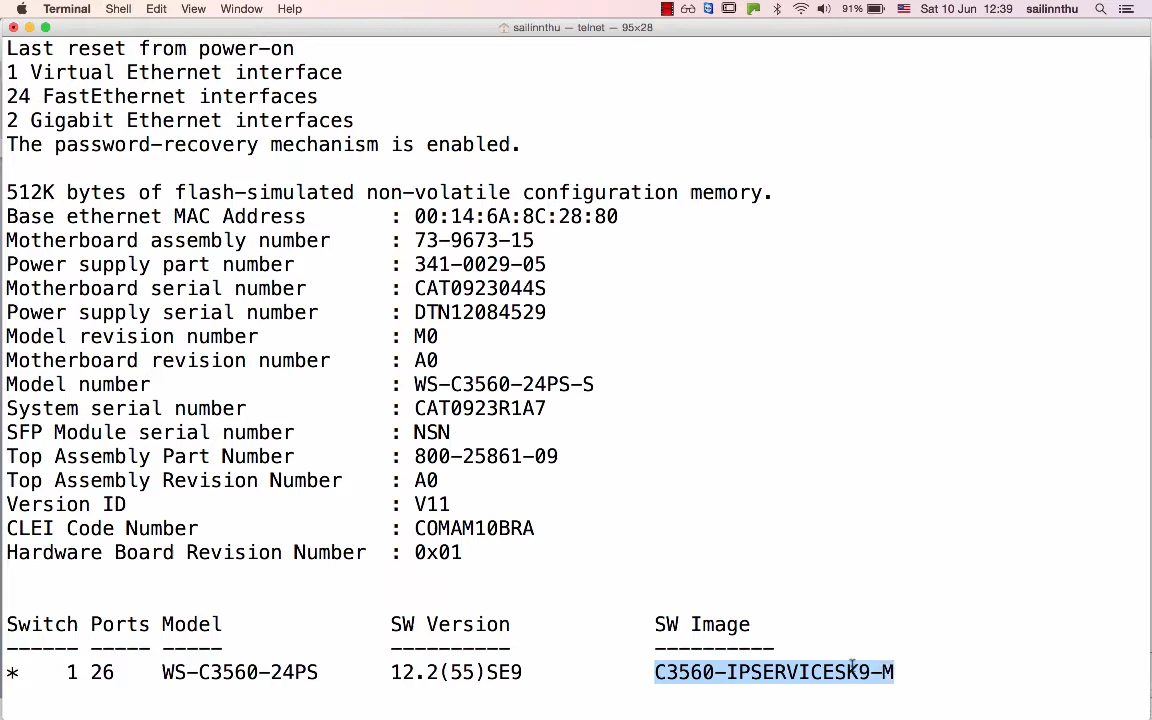 Terminal Shell Edit View Window Help 91% Sat 10 Jun 12:39 sailinnthu
sailinnthu — telnet — 95×28
Last reset from power-on
1 Virtual Ethernet interface
24 FastEthernet interfaces
2 Gigabit Ethernet interfaces
The password-recovery mechanism is enabled.
512K bytes of flash-simulated non-volatile configuration memory.
Base ethernet MAC Address : 00:14:6A:8C:28:80
Motherboard assembly number : 73-9673-15
Power supply part number : 341-0029-05
Motherboard serial number : CAT0923044S
Power supply serial number : DTN12084529
Model revision number : M0
Motherboard revision number : A0
Model number : WS-C3560-24PS-S
System serial number : CAT0923R1A7
SFP Module serial number : NSN
Top Assembly Part Number : 800-25861-09
Top Assembly Revision Number : A0
Version ID : V11
CLEI Code Number : COMAM10BRA
Hardware Board Revision Number : 0x01
Switch Ports Model SW Version SW Image
------ ----- ----- ---------- ----------
* 1 26 WS-C3560-24PS 12.2(55)SE9 C3560-IPSERVICESK9-M